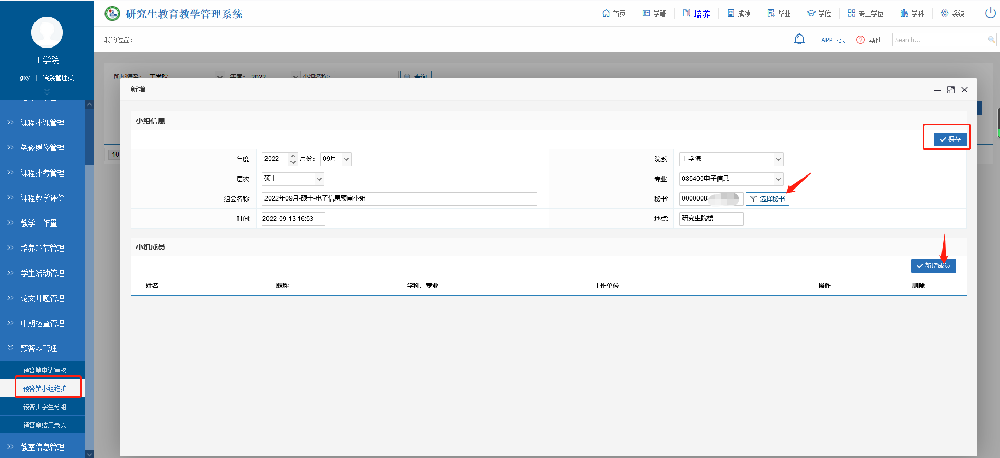 研究生教育教学管理系统
首页 学籍 培养 成绩 毕业 学位 专业学位 学科 系统
我的位置：
APP下载 帮助 Search...
工学院
gxy 院系管理员
课程排课管理
免修缓修管理
课程排考管理
课程教学评价
教学工作量
培养环节管理
学生活动管理
论文开题管理
中期检查管理
预答辩管理
预答辩申请审核
预答辩小组维护
预答辩学生分组
预答辩结果录入
教室信息管理
所属院系： 工学院 年度： 2022 小组名称： 查询
10
新增
小组信息
保存
年度: 2022 月份： 09月 院系: 工学院
层次: 硕士 专业: 085400电子信息
组会名称: 2022年09月-硕士-电子信息预审小组 秘书: 0000008 选择秘书
时间: 2022-09-13 16:53 地点: 研究生院楼
小组成员
新增成员
姓名 职称 学科、专业 工作单位 操作 删除